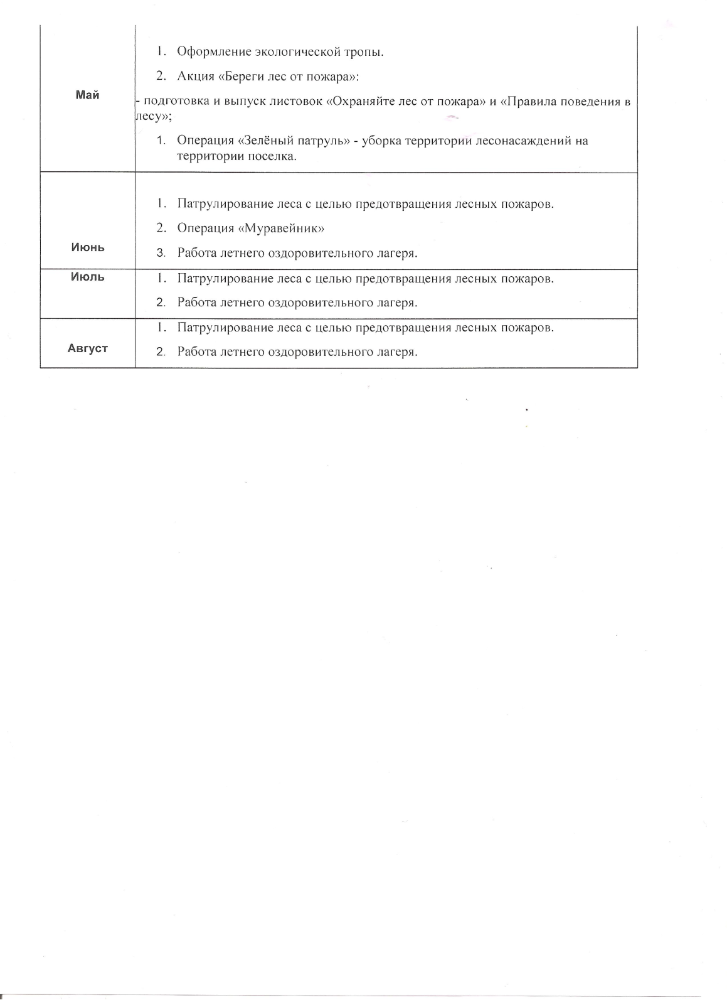 1. Оформление экологической тропы.
2. Акция «Береги лес от пожара»:
Май
- подготовка и выпуск листовок «Охраняйте лес от пожара» и «Правила поведения в
лесу»;
1. Операция «Зелёный патруль» - уборка территории лесонасаждений на
территории поселка.
1. Патрулирование леса с целью предотвращения лесных пожаров.
2. Операция «Муравейник»
Июнь
3. Работа летнего оздоровительного лагеря.
Июль
1. Патрулирование леса с целью предотвращения лесных пожаров.
2. Работа летнего оздоровительного лагеря.
1. Патрулирование леса с целью предотвращения лесных пожаров.
Август
2. Работа летнего оздоровительного лагеря.